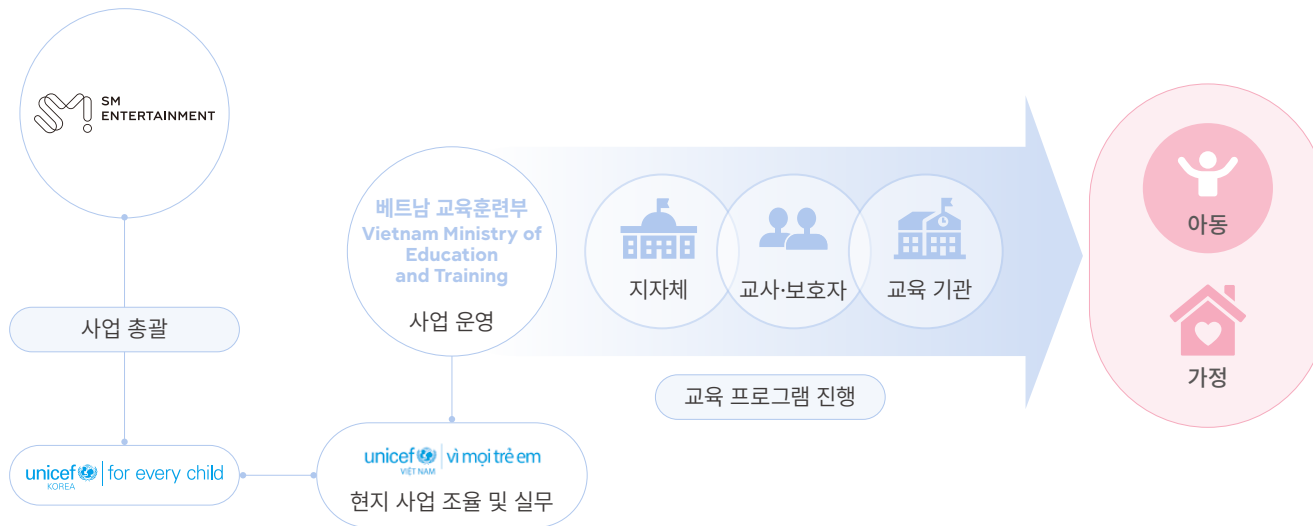 SM
ENTERTAINMENT
사업 총괄
unicef for every child
KOREA
unicef vì mọi trẻ em
VIỆT NAM
현지 사업 조율 및 실무
베트남 교육훈련부
Vietnam Ministry of
Education
and Training
사업 운영
지자체
교사·보호자
교육 기관
교육 프로그램 진행
아동
가정